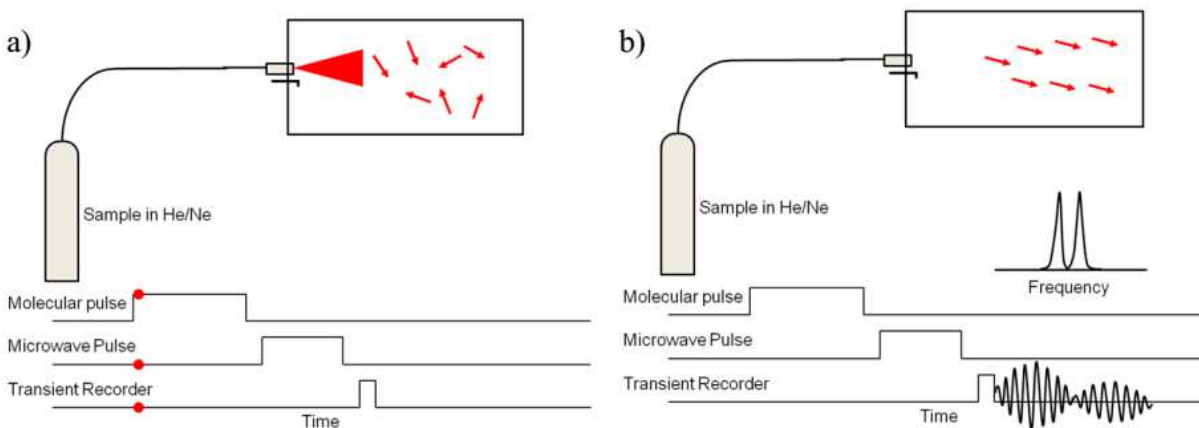 a)
Sample in He/Ne
Molecular pulse
Microwave Pulse
Transient Recorder
Time
b)
Sample in He/Ne
Frequency
Molecular pulse
Microwave Pulse
Transient Recorder
Time